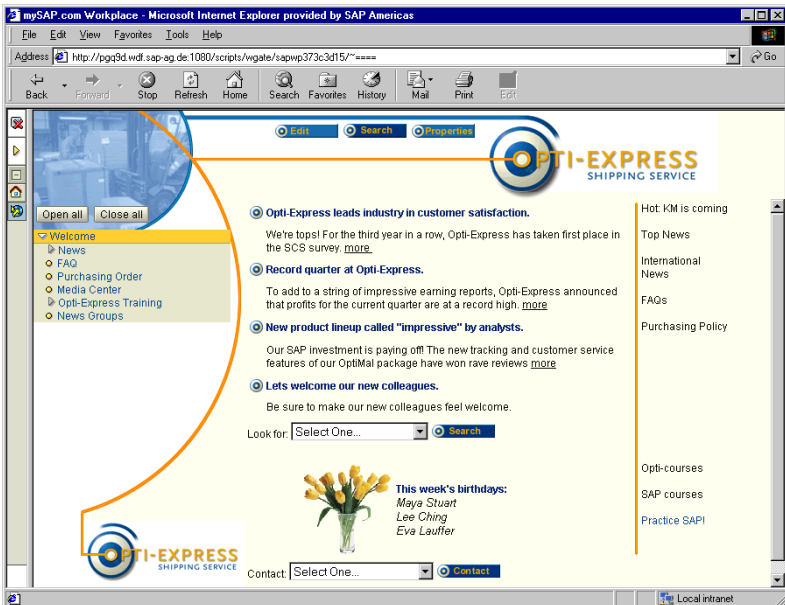 mySAP.com Workplace - Microsoft Internet Explorer provided by SAP Americas
File Edit View Favorites Tools Help
Address http://pgq9d.wdf.sap-ag.de:1080/scripts/wgate/sapwp373c3d15/~==== Go
Back Forward Stop Refresh Home Search Favorites History Mail Print Edit
Edit Search Properties
OPTI-EXPRESS
SHIPPING SERVICE
Open all Close all
Welcome
News
FAQ
Purchasing Order
Media Center
Opti-Express Training
News Groups
Opti-Express leads industry in customer satisfaction.
We're tops! For the third year in a row, Opti-Express has taken first place in
the SCS survey. more
Record quarter at Opti-Express.
To add to a string of impressive earning reports, Opti-Express announced
that profits for the current quarter are at a record high. more
New product lineup called "impressive" by analysts.
Our SAP investment is paying off! The new tracking and customer service
features of our OptiMal package have won rave reviews more
Lets welcome our new colleagues.
Be sure to make our new colleagues feel welcome.
Look for: Select One... Search
This week's birthdays:
Maya Stuart
Lee Ching
Eva Lauffer
Contact: Select One... Contact
Hot: KM is coming
Top News
International
News
FAQs
Purchasing Policy
Opti-courses
SAP courses
Practice SAP!
OPTI-EXPRESS
SHIPPING SERVICE
Local intranet